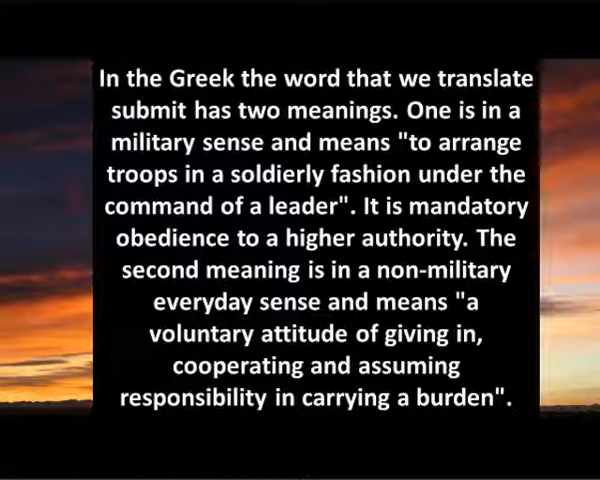 In the Greek the word that we translate
submit has two meanings. One is in a
military sense and means "to arrange
troops in a soldierly fashion under the
command of a leader". It is mandatory
obedience to a higher authority. The
second meaning is in a non-military
everyday sense and means "a
voluntary attitude of giving in,
cooperating and assuming
responsibility in carrying a burden".